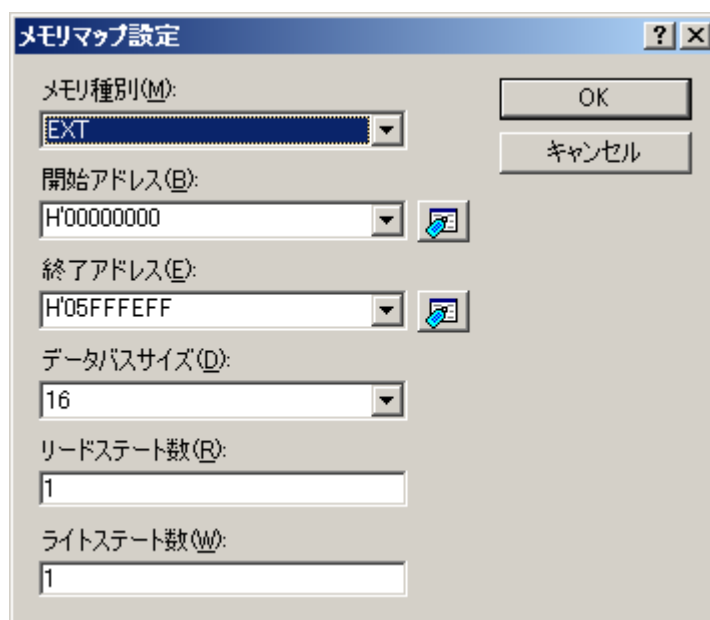 メモリマップ設定
メモリ種別(M):
EXT
OK
キャンセル
開始アドレス(B):
H'00000000
終了アドレス(E):
H'05FFFEFF
データバスサイズ(D):
16
リードステート数(R):
1
ライトステート数(W):
1